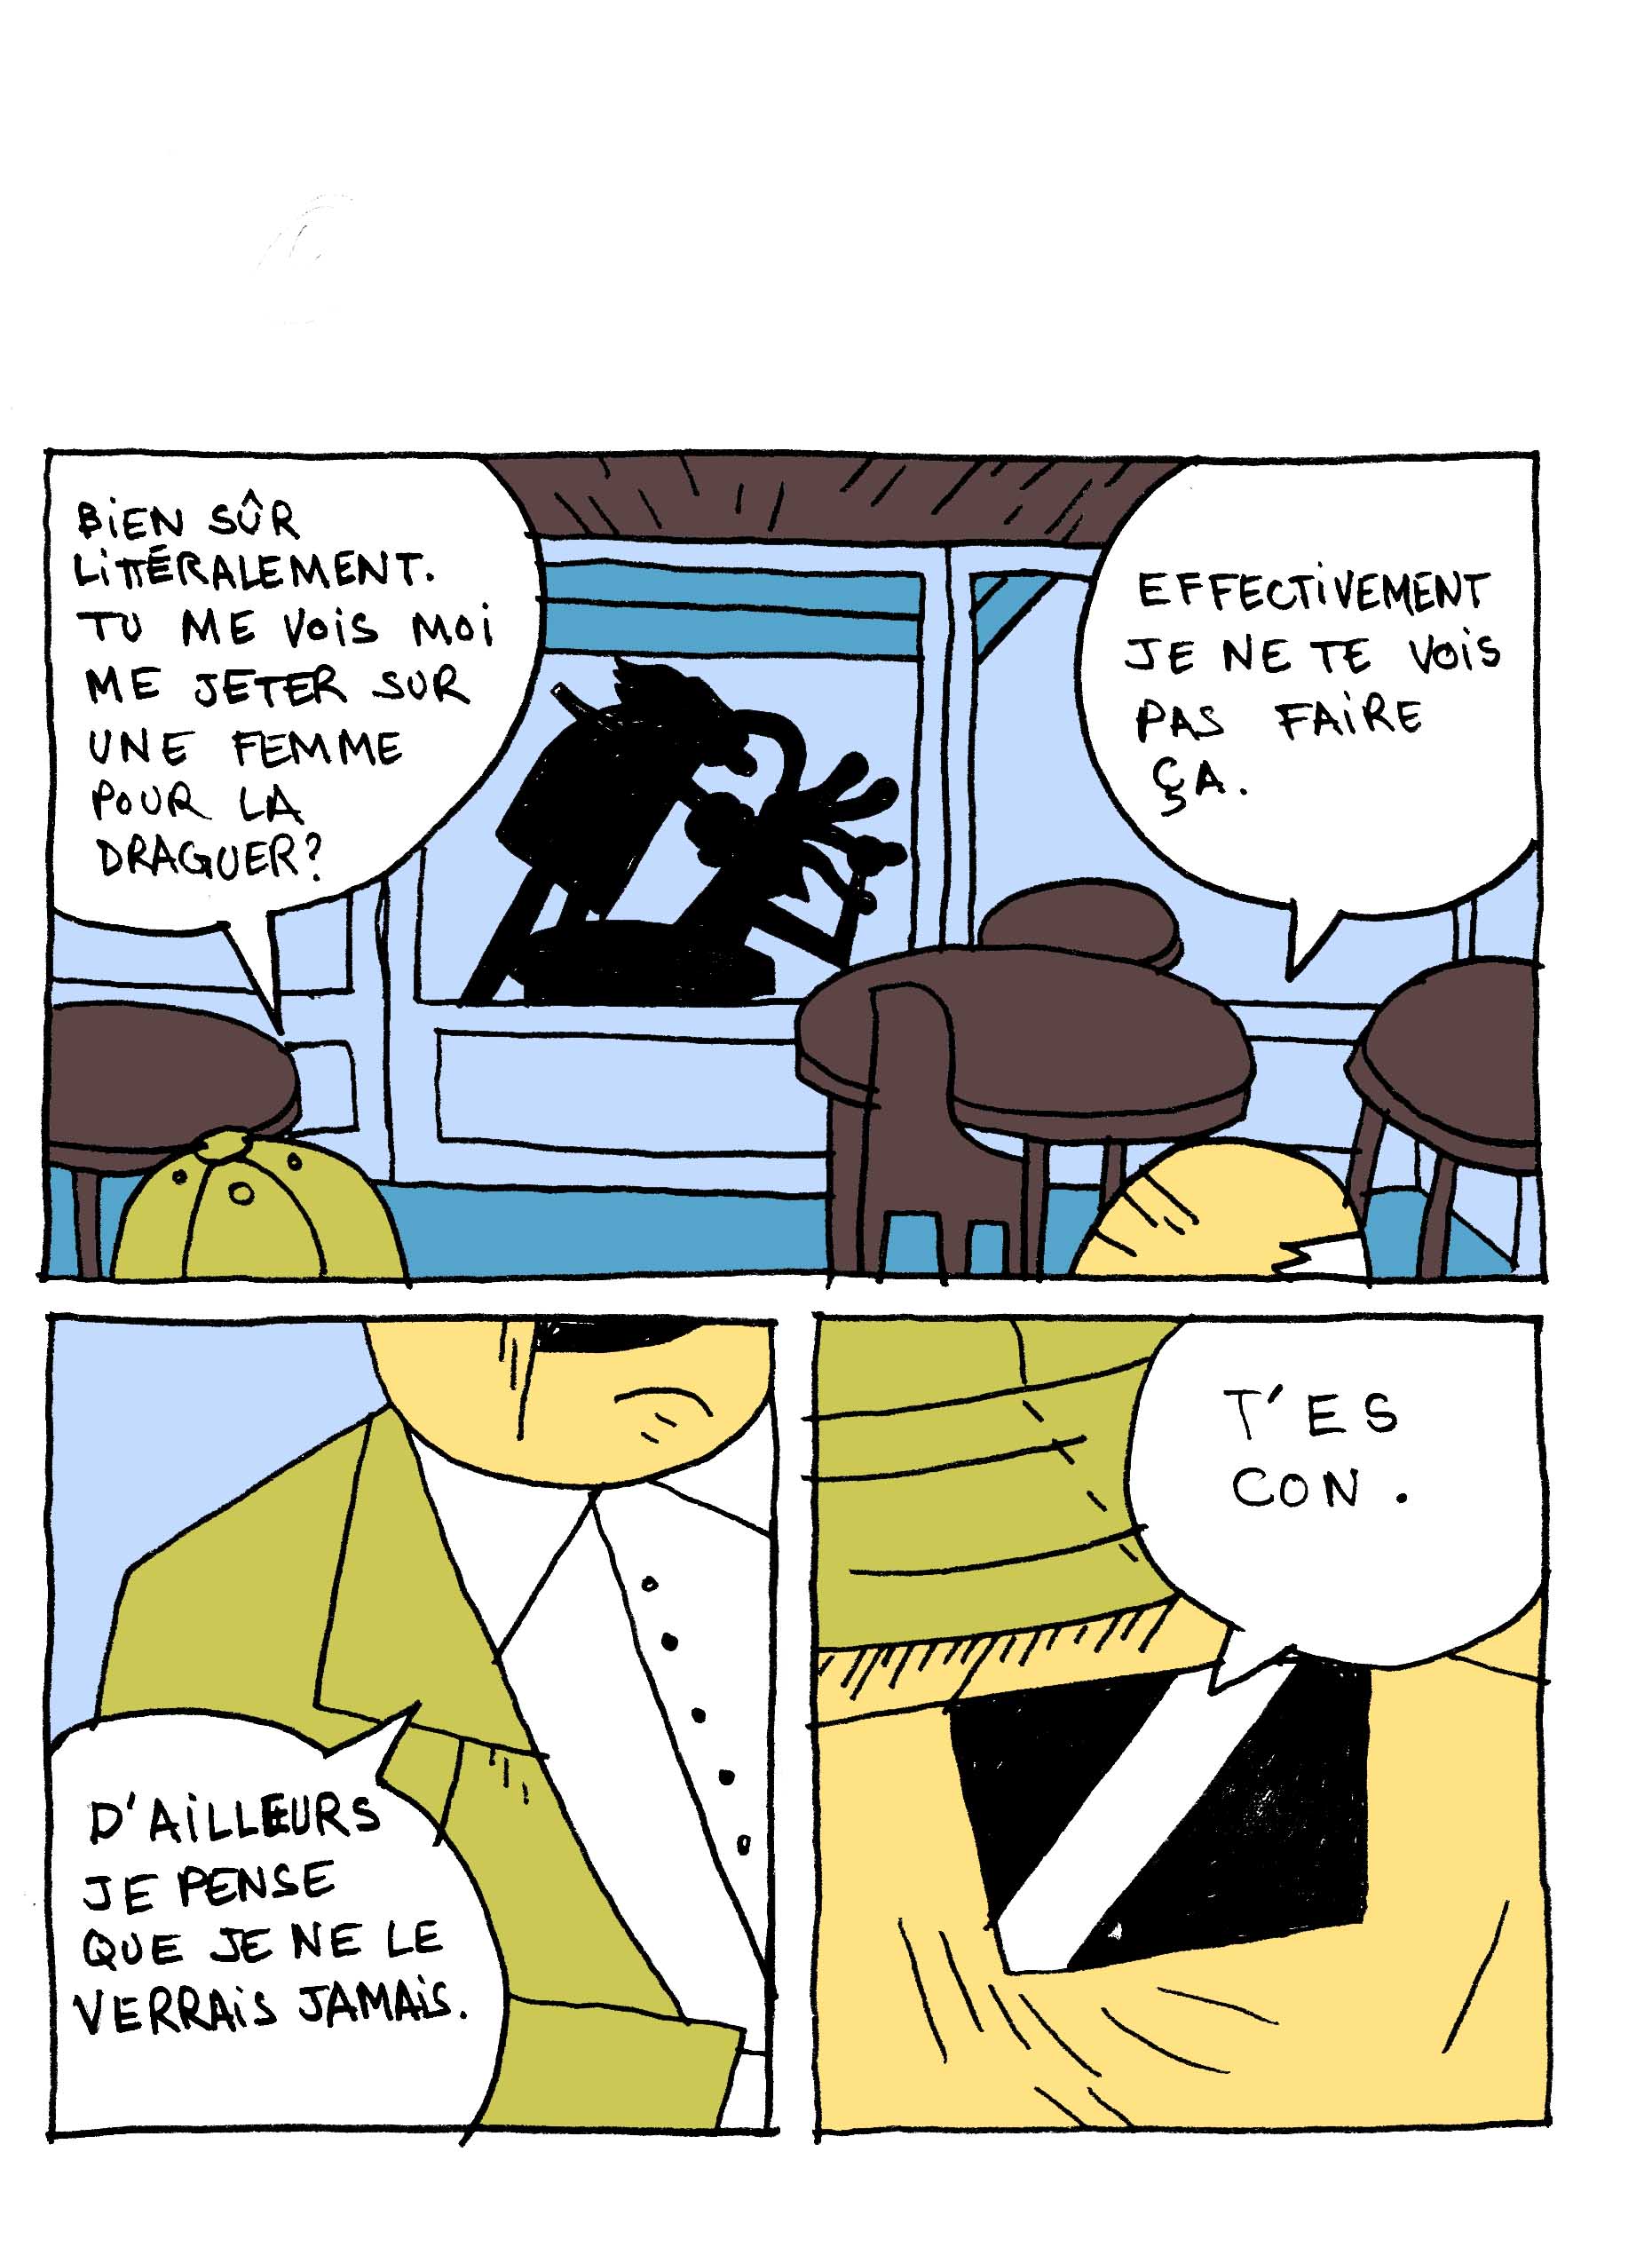 BIEN SÛR
LITTÉRALEMENT.
TU ME VOIS MOI
ME JETER SUR
UNE FEMME
POUR LA
DRAGUER?
EFFECTIVEMENT
JE NE TE VOIS
PAS FAIRE
ÇA.
D'AILLEURS
JE PENSE
QUE JE NE LE
VERRAIS JAMAIS.
T'ES
CON.